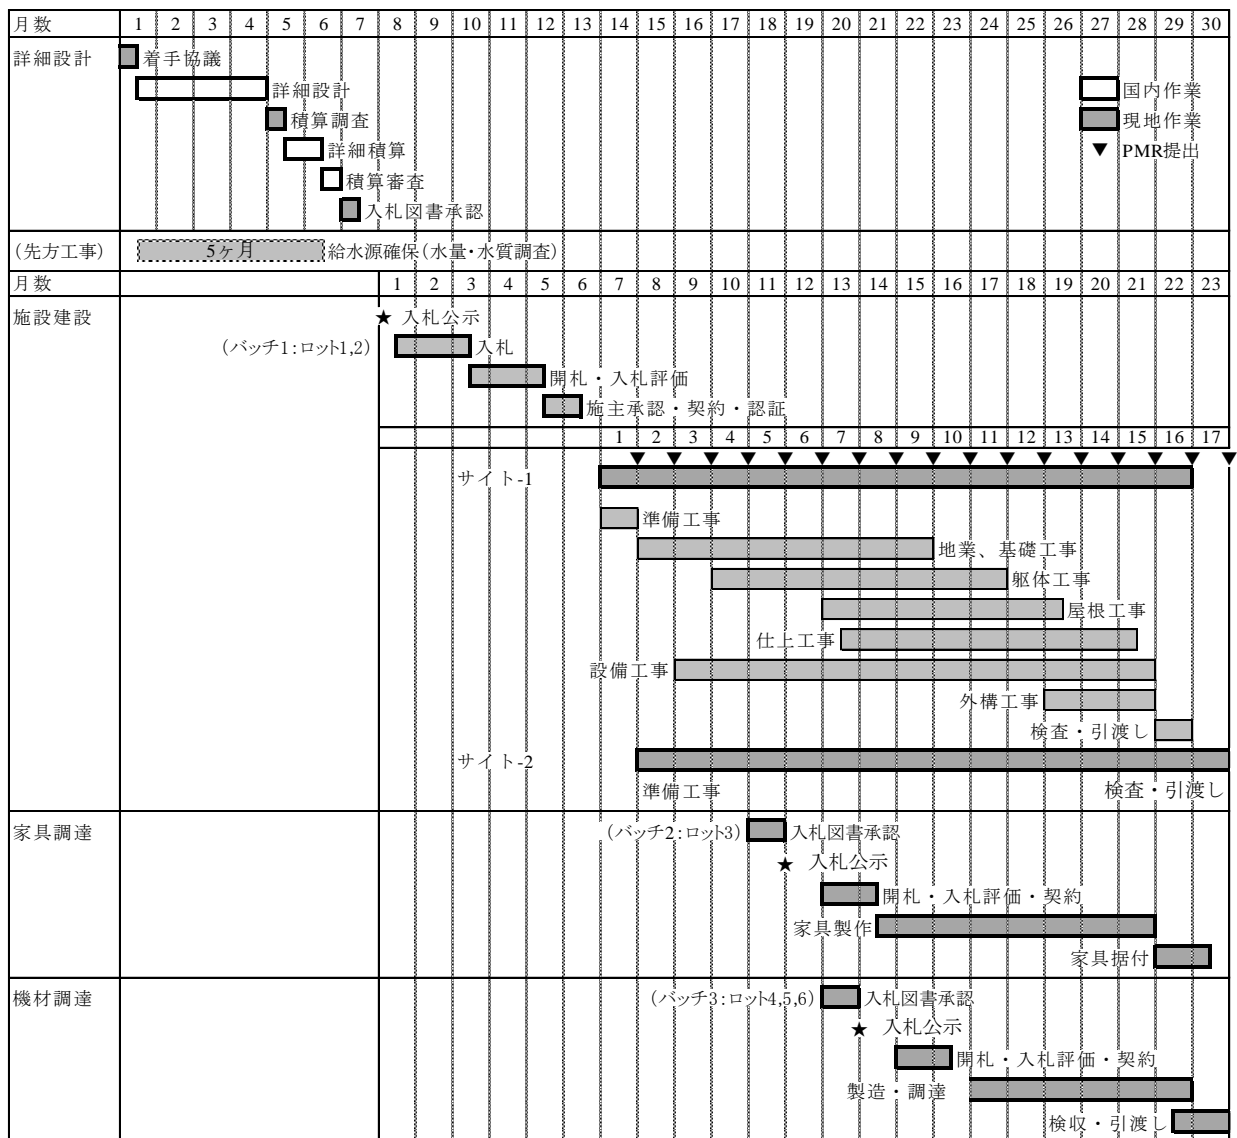 月数 1 2 3 4 5 6 7 8 9 10 11 12 13 14 15 16 17 18 19 20 21 22 23 24 25 26 27 28 29 30
詳細設計 着手協議
詳細設計 国内作業
積算調査 現地作業
詳細積算 ▼ PMR提出
積算審査
入札図書承認
(先方工事) 5ヶ月 給水源確保(水量・水質調査)
月数 1 2 3 4 5 6 7 8 9 10 11 12 13 14 15 16 17 18 19 20 21 22 23
施設建設 ★ 入札公示
(バッチ1:ロット1,2) 入札
開札・入札評価
施主承認・契約・認証
1 2 3 4 5 6 7 8 9 10 11 12 13 14 15 16 17
サイト-1
準備工事
地業、基礎工事
躯体工事
屋根工事
仕上工事
設備工事
外構工事
検査・引渡し
サイト-2
準備工事 検査・引渡し
家具調達 (バッチ2:ロット3) 入札図書承認
★ 入札公示
開札・入札評価・契約
家具製作
家具据付
機材調達 (バッチ3:ロット4,5,6) 入札図書承認
★ 入札公示
開札・入札評価・契約
製造・調達
検収・引渡し